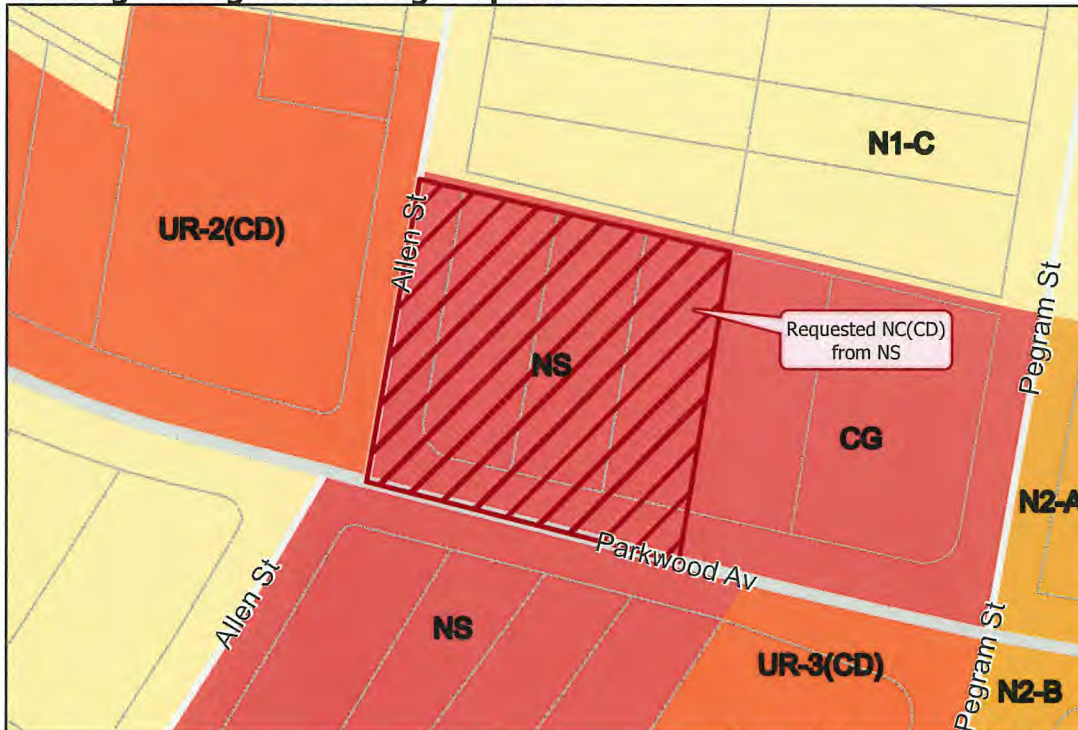 N1-C
UR-2(CD)
Allen St
Pegram St
Requested NC(CD)
from NS
NS
CG
N2-A
Parkwood Av
Allen St
NS
UR-3(CD)
Pegram St
N2-B